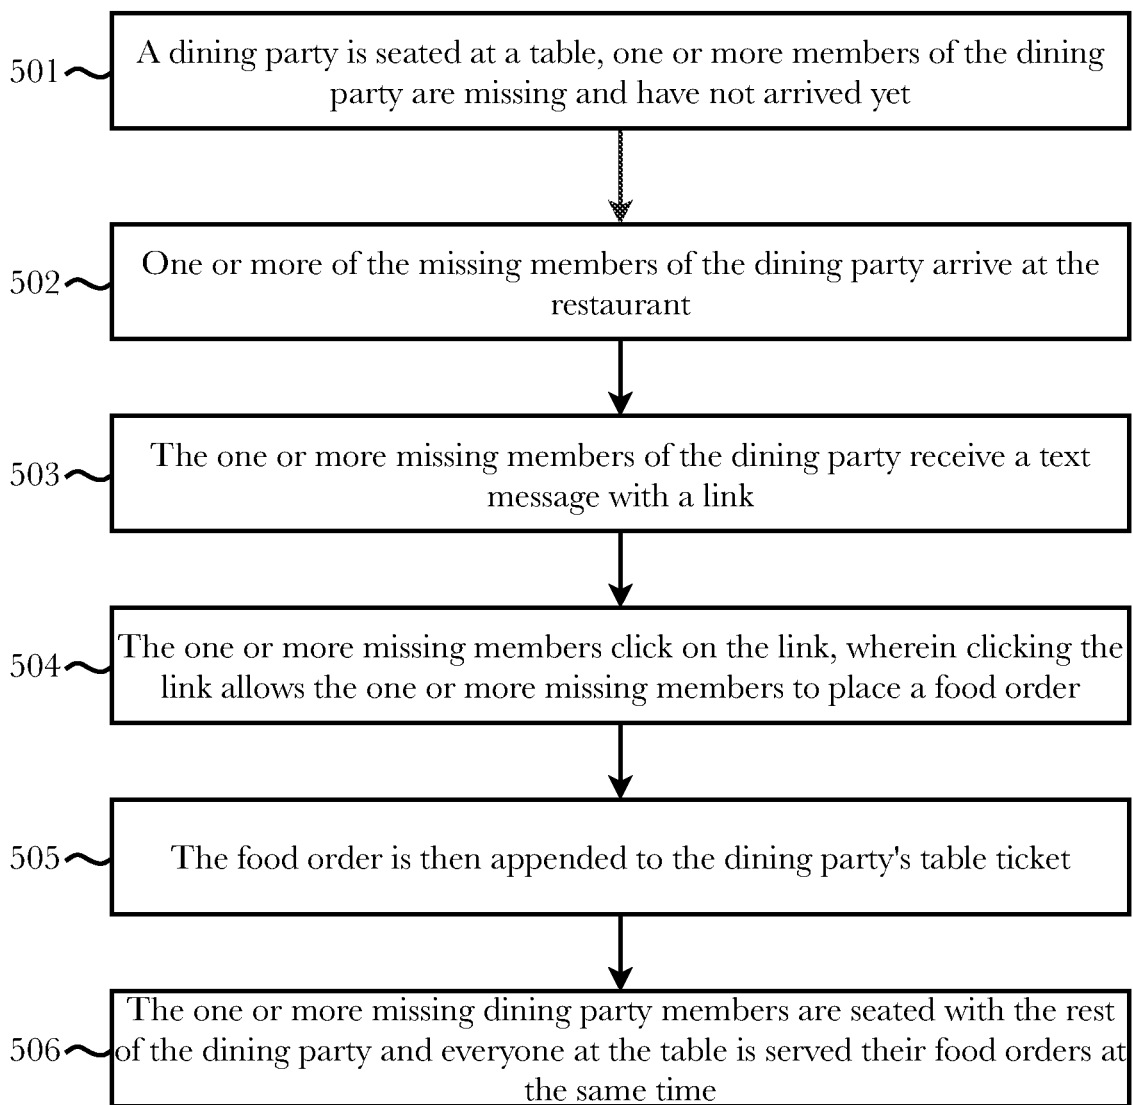 501
A dining party is seated at a table, one or more members of the dining
party are missing and have not arrived yet
502
One or more of the missing members of the dining party arrive at the
restaurant
503
The one or more missing members of the dining party receive a text
message with a link
504
The one or more missing members click on the link, wherein clicking the
link allows the one or more missing members to place a food order
505
The food order is then appended to the dining party's table ticket
506
The one or more missing dining party members are seated with the rest
of the dining party and everyone at the table is served their food orders at
the same time